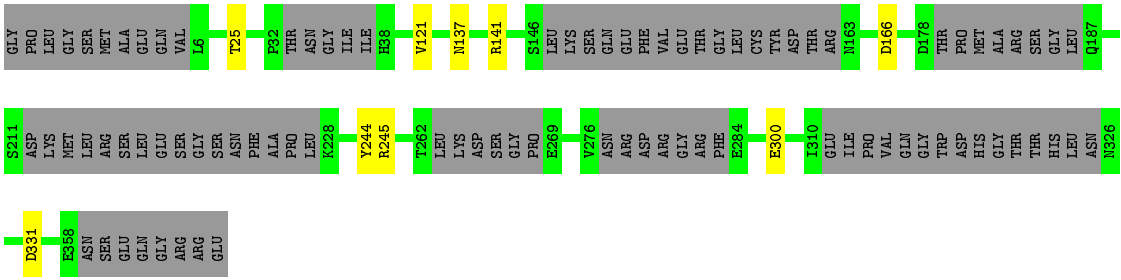 GLY PRO LEU GLY SER MET ALA GLU GLN VAL L6 T25 P32 THR ASN GLY ILE ILE H38 V121 N137 R141 S146 LEU LYS SER GLN GLU PHE VAL GLU THR GLY LEU CYS TYR ASP THR ARG N163 D166 D178 THR PRO MET ALA ARG SER GLY LEU Q187
S211 ASP LYS MET LEU ARG SER LEU LEU GLU SER GLY SER ASN PHE ALA PRO LEU K228 Y244 R245 T262 LEU LYS ASP SER GLY PRO E269 V276 ASN ARG ASP ARG GLY ARG PHE E284 E300 I310 GLU ILE PRO VAL GLN GLY TRP ASP HIS GLY THR THR HIS LEU ASN N326
D331 E358 ASN SER GLU GLN GLY ARG ARG GLU